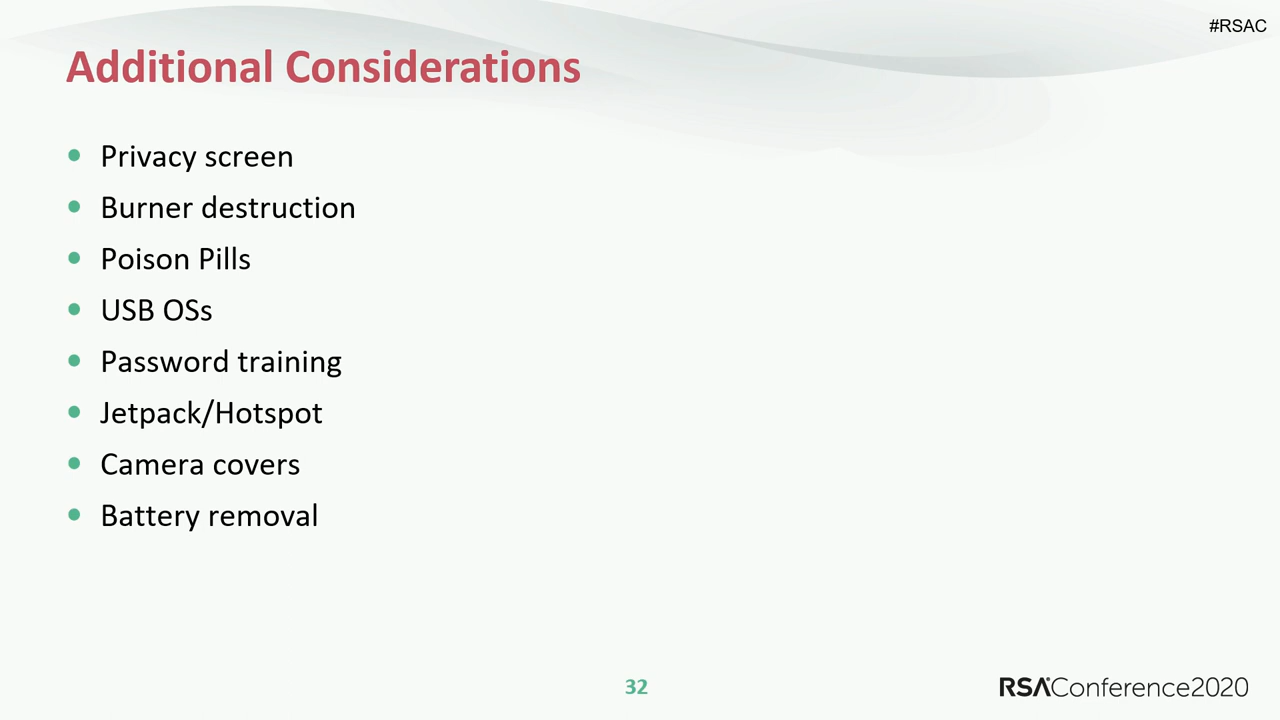 #RSAC
Additional Considerations
• Privacy screen
• Burner destruction
• Poison Pills
• USB OSs
• Password training
• Jetpack/Hotspot
• Camera covers
• Battery removal
32
RSAConference2020